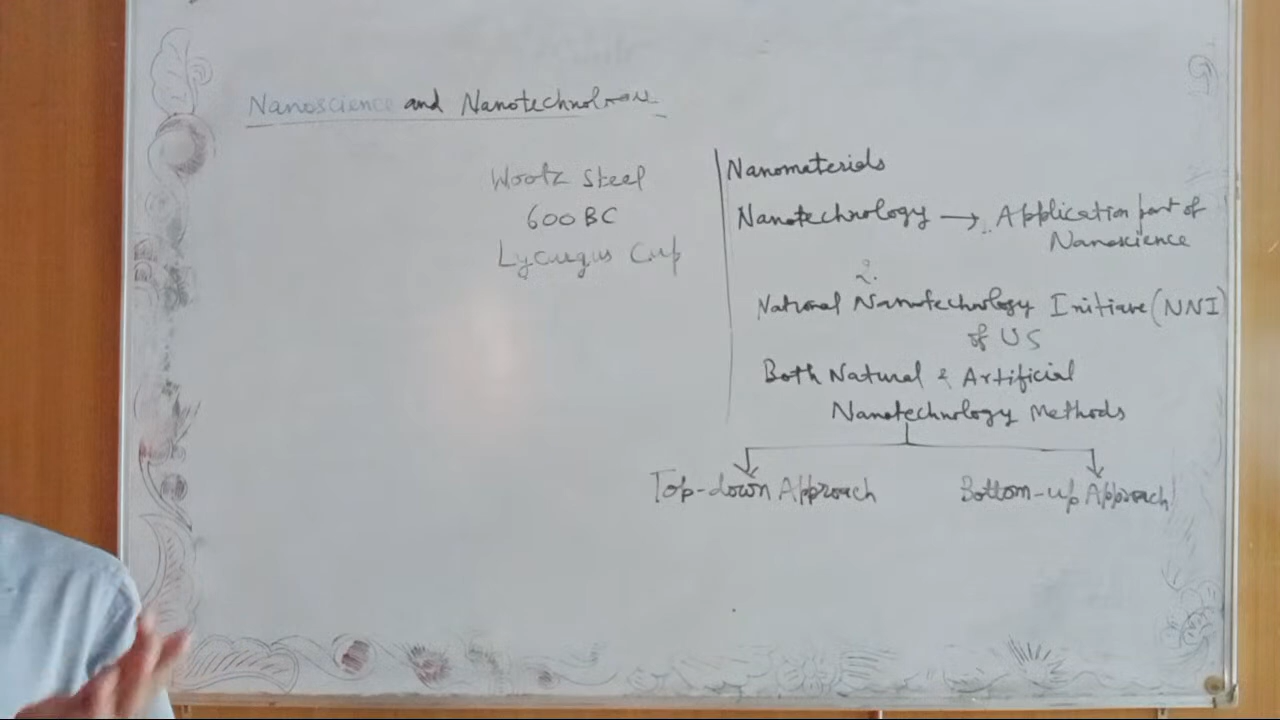 Nanoscience and Nanotechnology
Wootz Steel
600 BC
Lycurgus Cup
Nanomaterials
Nanotechnology → Application part of
Nanoscience
?
National Nanotechnology Initiative (NNI)
of US
Both Natural & Artificial
Nanotechnology Methods
Top-down Approach
Bottom-up Approach